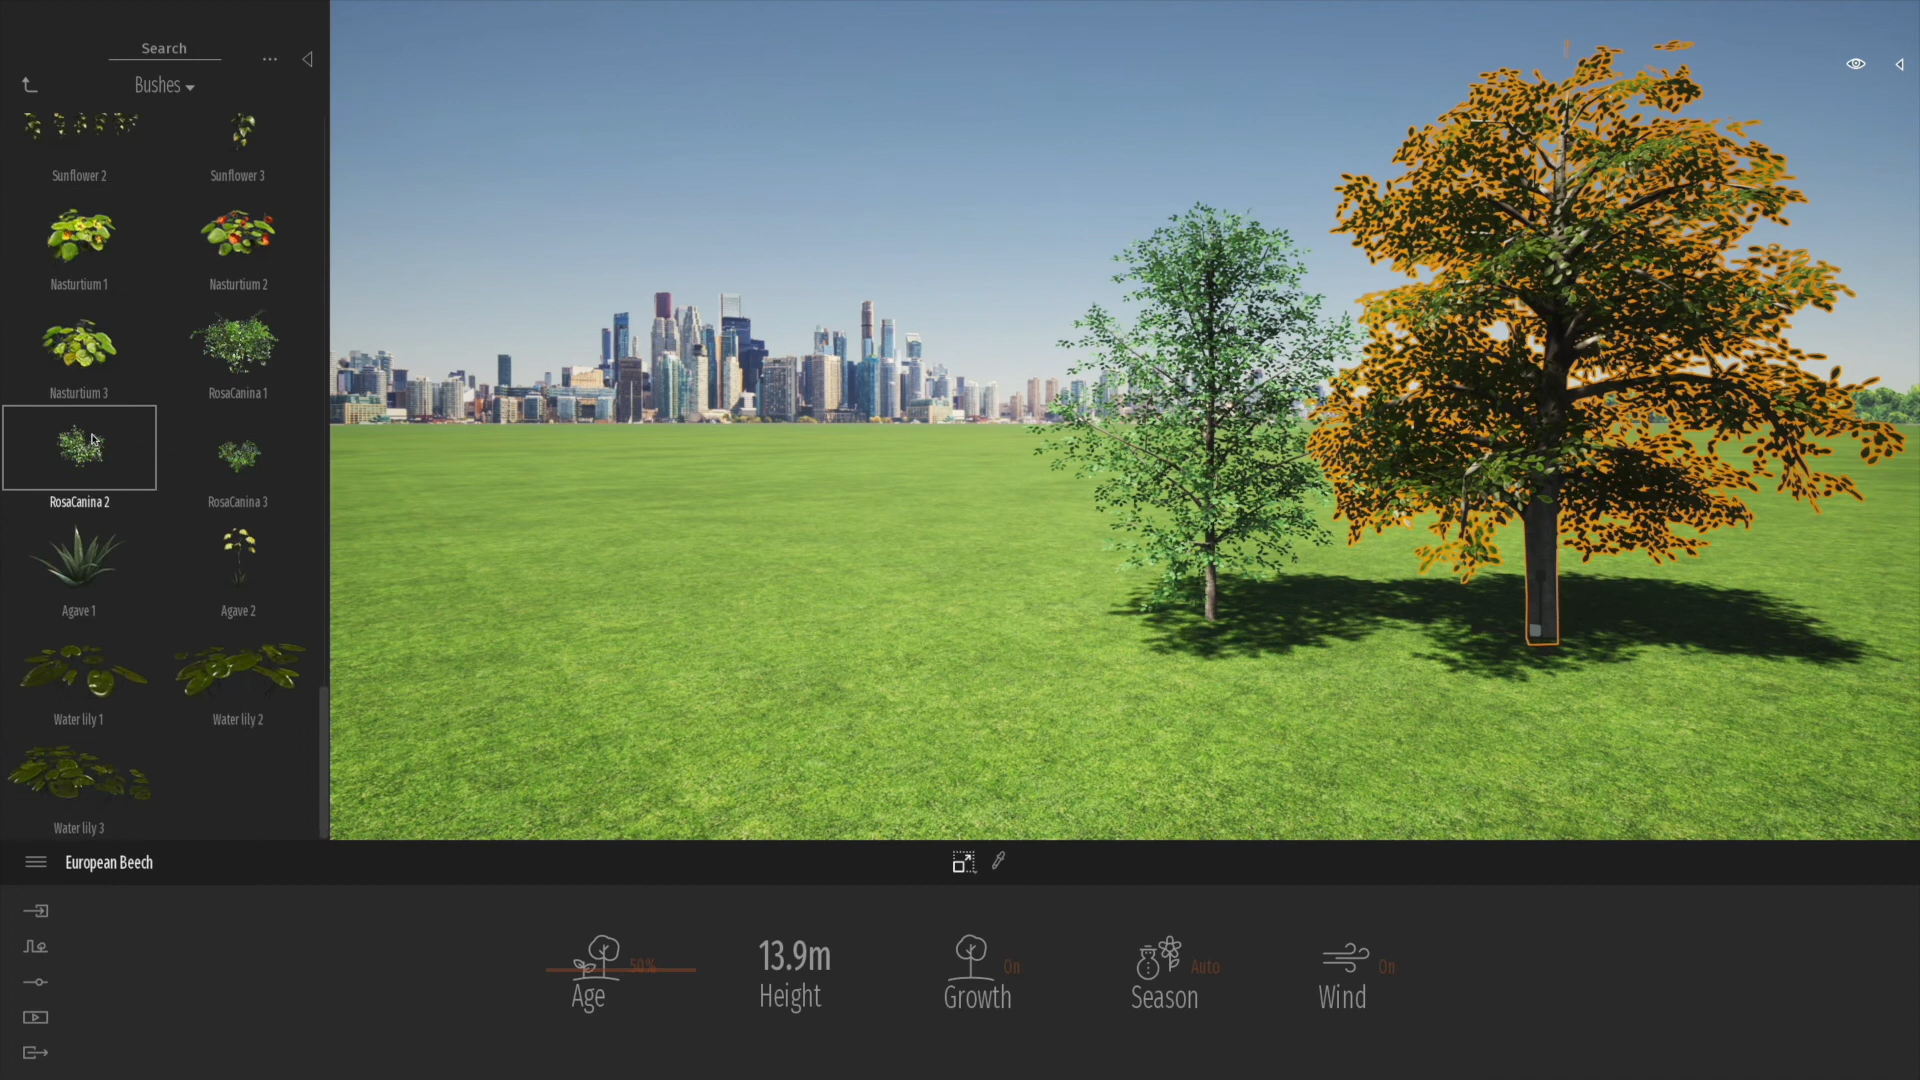 Search
Bushes
Sunflower 2
Sunflower 3
Nasturtium 1
Nasturtium 2
Nasturtium 3
RosaCanina 1
RosaCanina 2
RosaCanina 3
Agave 1
Agave 2
Water lily 1
Water lily 2
Water lily 3
European Beech
50%
Age
13.9m
Height
On
Growth
Auto
Season
On
Wind